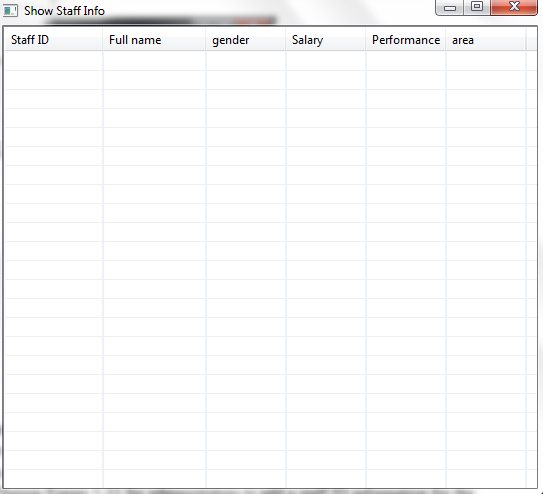 Show Staff Info
Staff ID Full name gender Salary Performance area